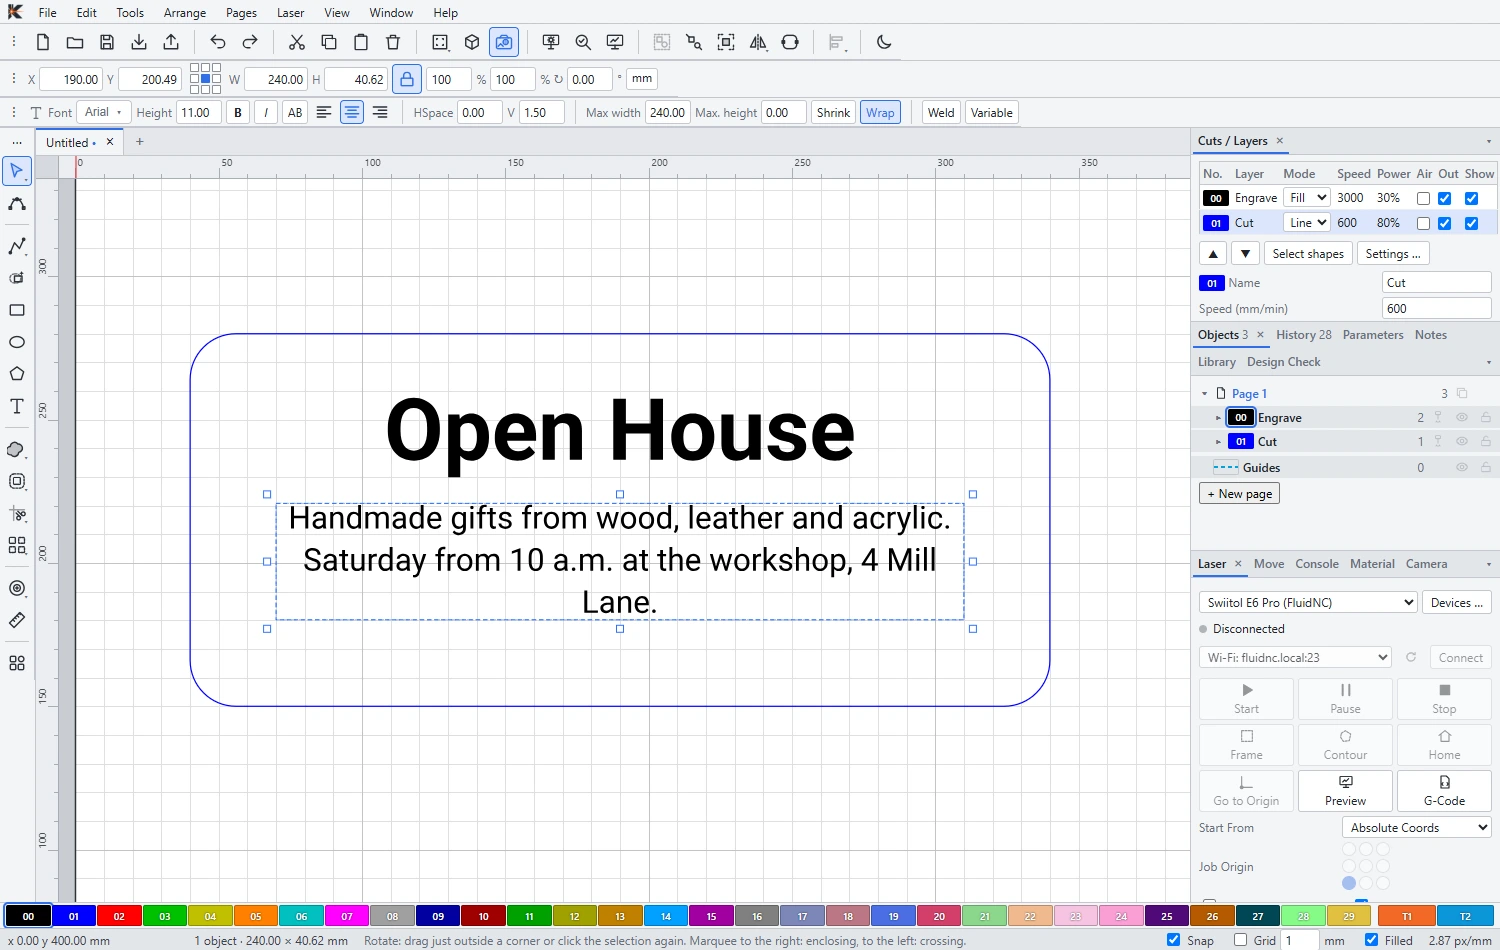 File Edit Tools Arrange Pages Laser View Window Help
X 190.00 Y 200.49 W 240.00 H 40.62 100 % 100 % 0.00 ° mm
Font Arial Height 11.00 B I AB HSpace 0.00 V 1.50 Max width 240.00 Max. height 0.00 Shrink Wrap Weld Variable
Untitled • × +
0 50 100 150 200 250 300 350
300
250
200
150
100
Open House
Handmade gifts from wood, leather and acrylic.
Saturday from 10 a.m. at the workshop, 4 Mill
Lane.
Cuts / Layers ×
No. Layer Mode Speed Power Air Out Show
00 Engrave Fill 3000 30%
01 Cut Line 600 80%
▲ ▼ Select shapes Settings ...
01 Name Cut
Speed (mm/min) 600
Objects 3 × History 28 Parameters Notes
Library Design Check
Page 1 3
00 Engrave 2
01 Cut 1
Guides 0
+ New page
Laser × Move Console Material Camera
Swiitol E6 Pro (FluidNC) Devices ...
Disconnected
Wi-Fi: fluidnc.local:23 Connect
Start Pause Stop
Frame Contour Home
Go to Origin Preview G-Code
Start From Absolute Coords
Job Origin
00 01 02 03 04 05 06 07 08 09 10 11 12 13 14 15 16 17 18 19 20 21 22 23 24 25 26 27 28 29 T1 T2
x 0.00 y 400.00 mm 1 object · 240.00 × 40.62 mm Rotate: drag just outside a corner or click the selection again. Marquee to the right: enclosing, to the left: crossing. Snap Grid 1 mm Filled 2.87 px/mm